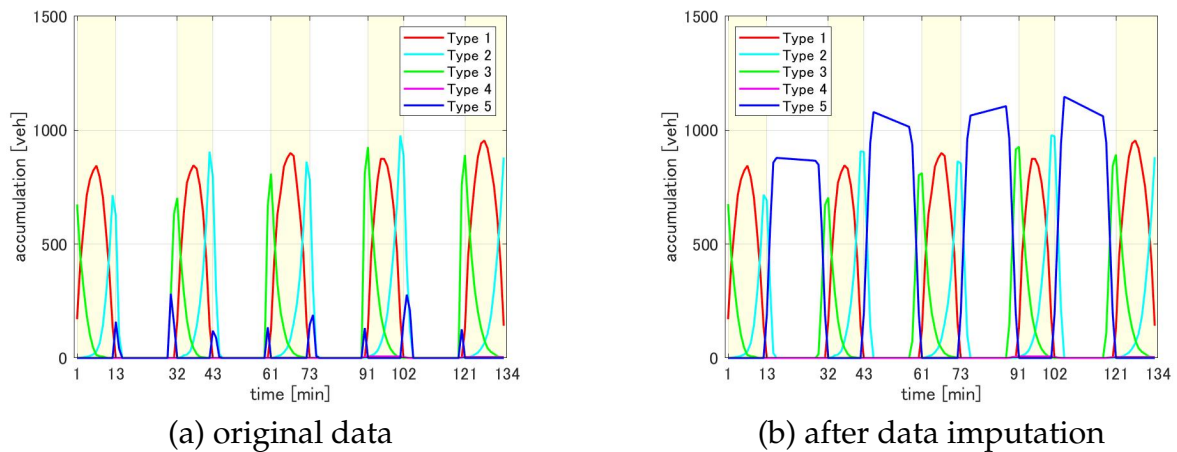 1500
1000
500
0
accumulation [veh]
Type 1
Type 2
Type 3
Type 4
Type 5
1 13 32 43 61 73 91 102 121 134
time [min]
(a) original data
1500
1000
500
0
accumulation [veh]
Type 1
Type 2
Type 3
Type 4
Type 5
1 13 32 43 61 73 91 102 121 134
time [min]
(b) after data imputation